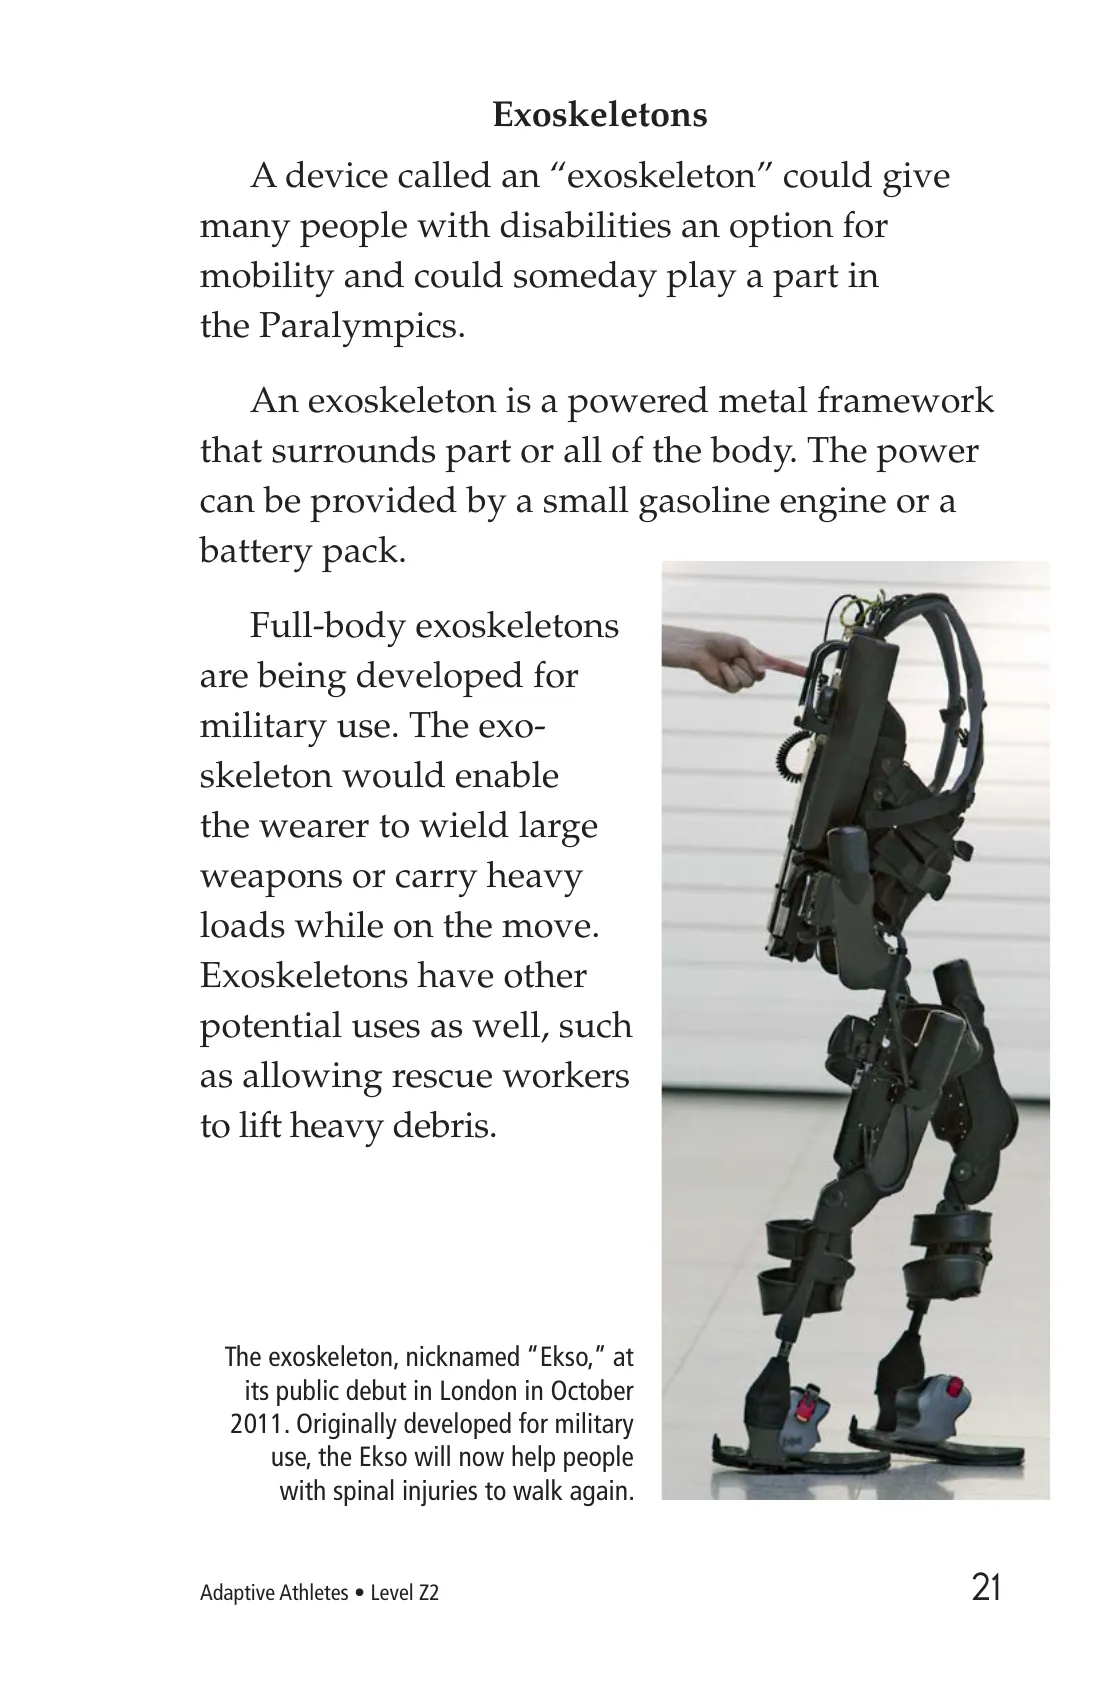 Exoskeletons
A device called an “exoskeleton” could give
many people with disabilities an option for
mobility and could someday play a part in
the Paralympics.
An exoskeleton is a powered metal framework
that surrounds part or all of the body. The power
can be provided by a small gasoline engine or a
battery pack.
Full-body exoskeletons
are being developed for
military use. The exo-
skeleton would enable
the wearer to wield large
weapons or carry heavy
loads while on the move.
Exoskeletons have other
potential uses as well, such
as allowing rescue workers
to lift heavy debris.
The exoskeleton, nicknamed “Ekso,” at
its public debut in London in October
2011. Originally developed for military
use, the Ekso will now help people
with spinal injuries to walk again.
Adaptive Athletes • Level Z2
21